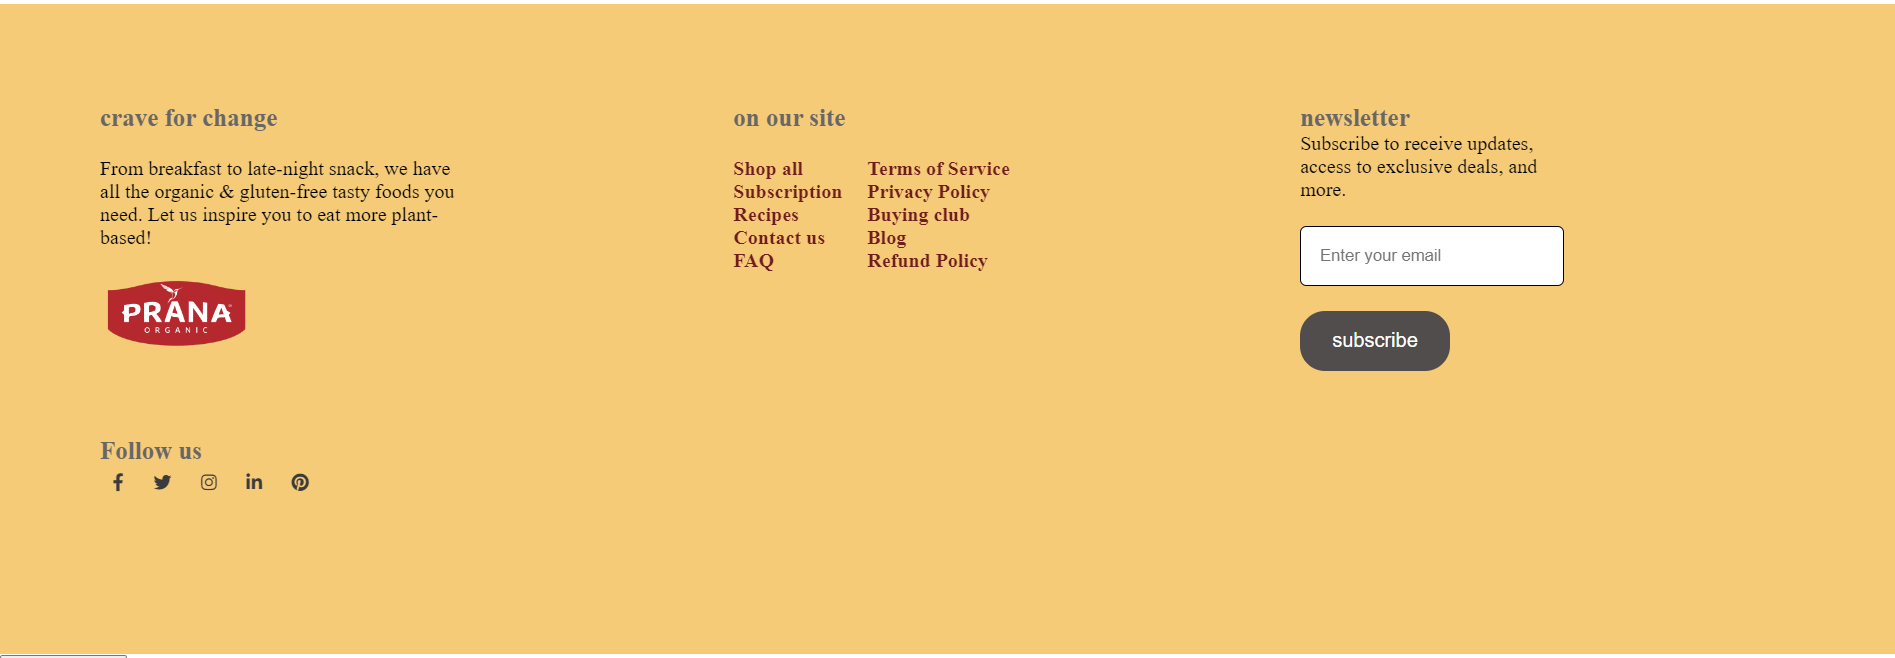 crave for change
From breakfast to late-night snack, we have
all the organic & gluten-free tasty foods you
need. Let us inspire you to eat more plant-
based!
PRANA
ORGANIC
Follow us
on our site
Shop all
Subscription
Recipes
Contact us
FAQ
Terms of Service
Privacy Policy
Buying club
Blog
Refund Policy
newsletter
Subscribe to receive updates,
access to exclusive deals, and
more.
Enter your email
subscribe